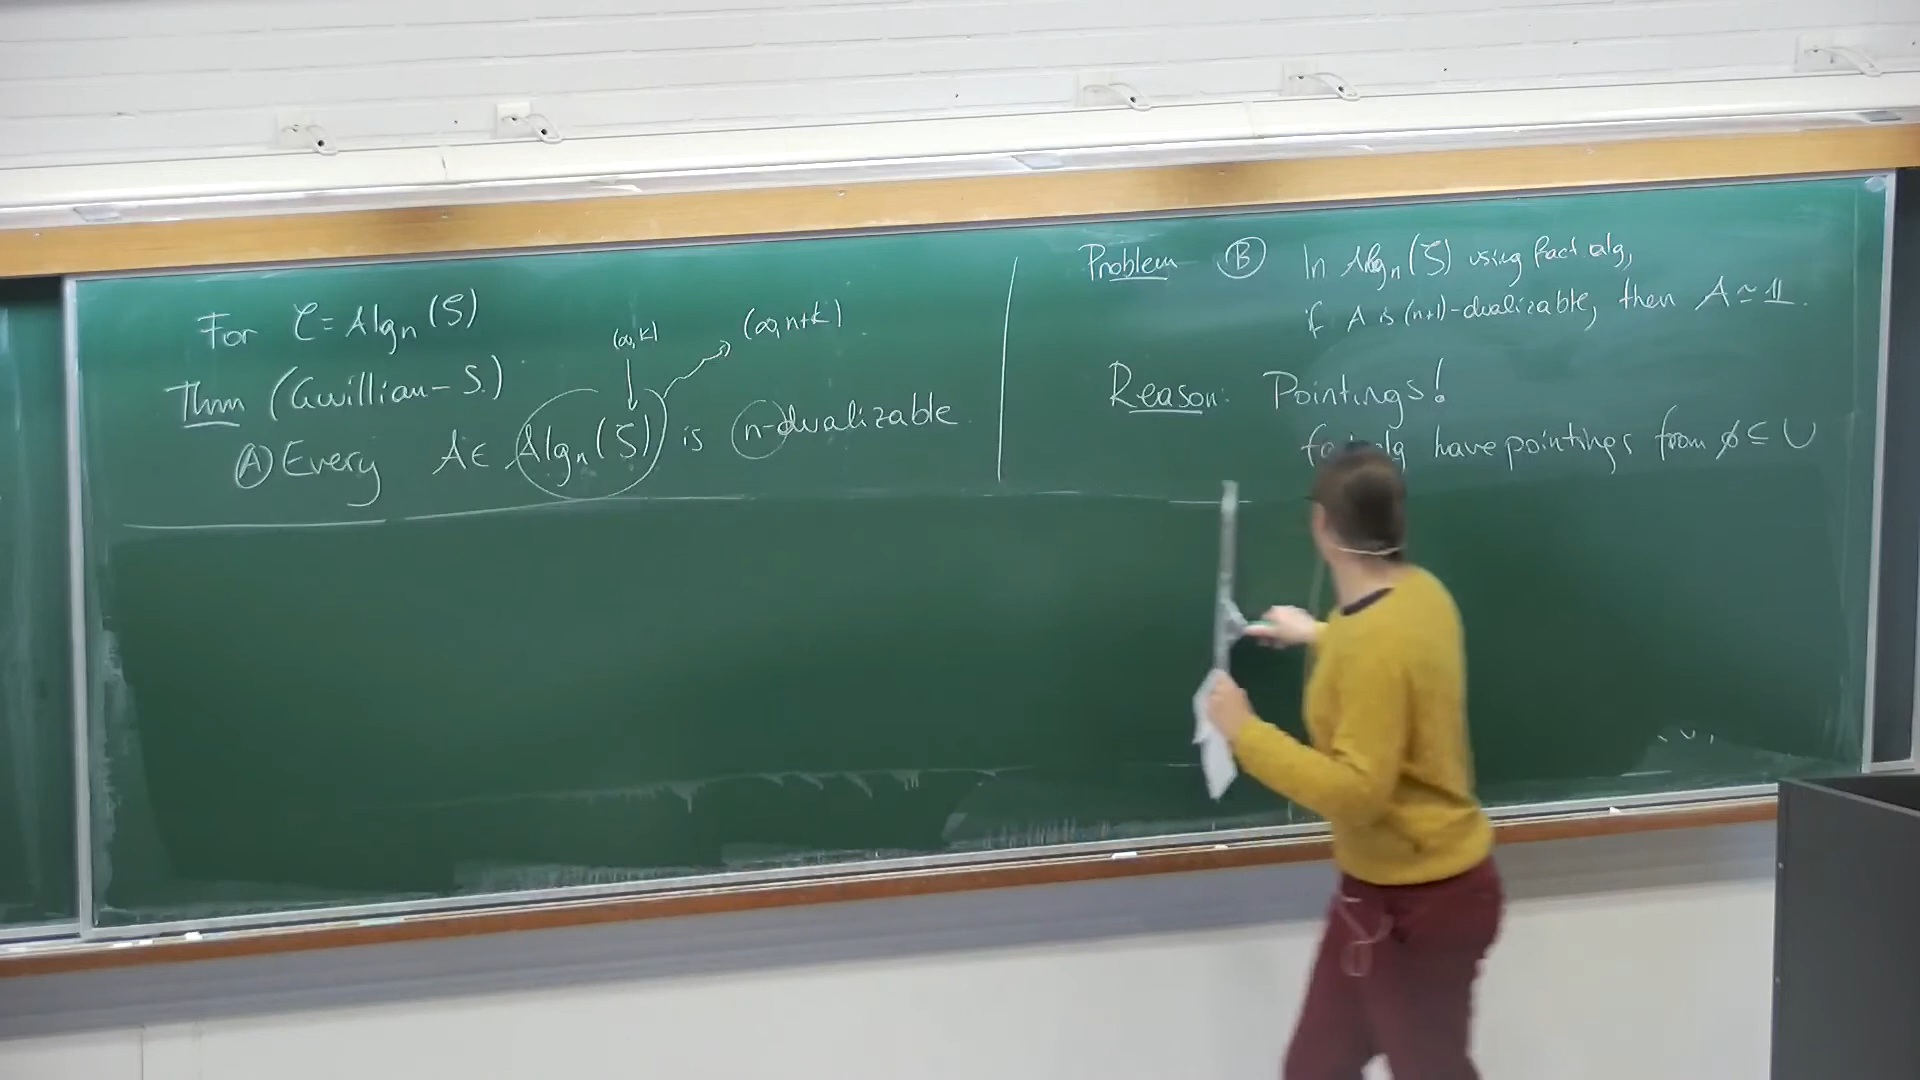 For C = Alg_n (S)
Thm (Gwilliam - S.)
(∞,k)
(∞,n+k)
Ⓐ Every A ∈ Alg_n (S) is n-dualizable
Problem Ⓑ In Alg_n (S) using fact alg,
if A is (n+1)-dualizable, then A ≃ 𝟙.
Reason: Pointings!
have pointings from ∅ ⊆ U